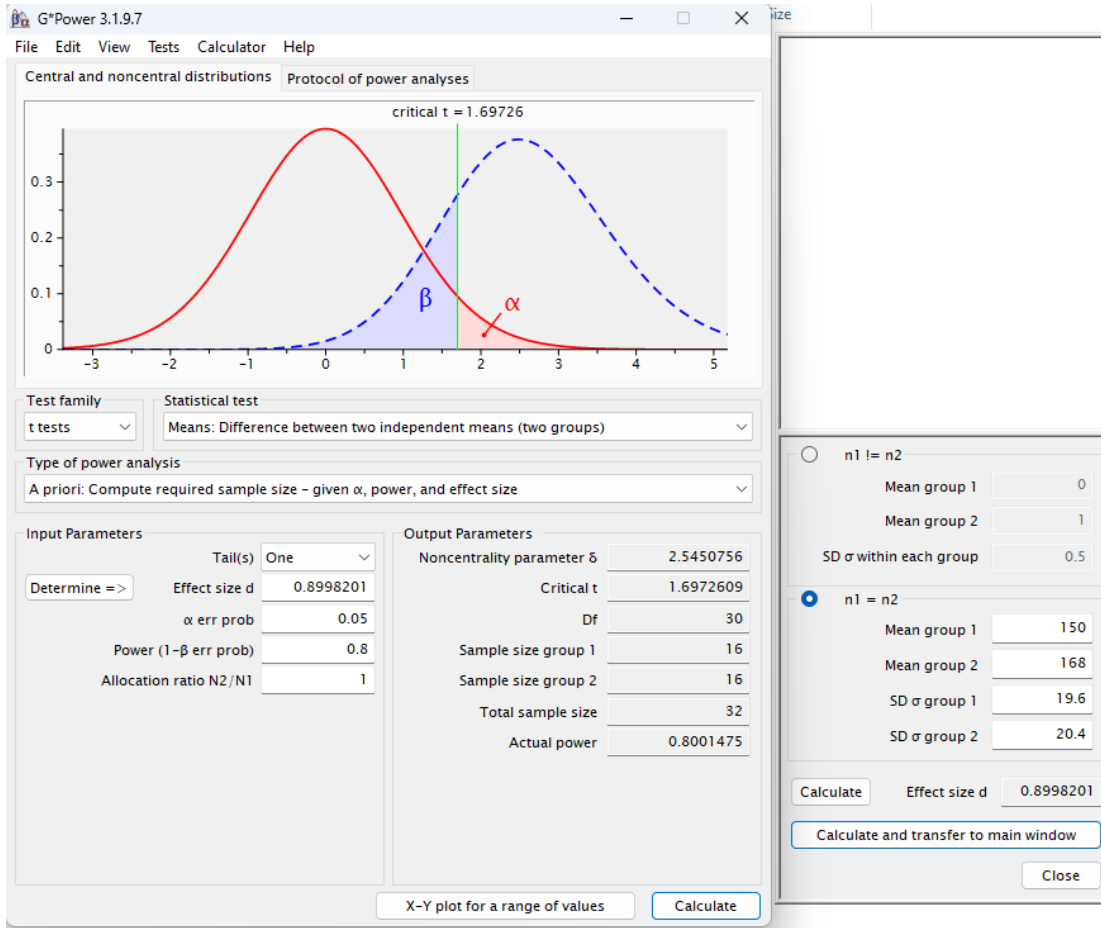 G*Power 3.1.9.7
File Edit View Tests Calculator Help
Central and noncentral distributions Protocol of power analyses
critical t = 1.69726
0.3
0.2
0.1
0
β
α
-3 -2 -1 0 1 2 3 4 5
Test family
Statistical test
t tests
Means: Difference between two independent means (two groups)
Type of power analysis
A priori: Compute required sample size - given α, power, and effect size
Input Parameters
Tail(s) One
Determine => Effect size d 0.8998201
α err prob 0.05
Power (1-β err prob) 0.8
Allocation ratio N2/N1 1
Output Parameters
Noncentrality parameter δ 2.5450756
Critical t 1.6972609
Df 30
Sample size group 1 16
Sample size group 2 16
Total sample size 32
Actual power 0.8001475
X-Y plot for a range of values Calculate
n1 != n2
Mean group 1 0
Mean group 2 1
SD σ within each group 0.5
n1 = n2
Mean group 1 150
Mean group 2 168
SD σ group 1 19.6
SD σ group 2 20.4
Calculate Effect size d 0.8998201
Calculate and transfer to main window
Close